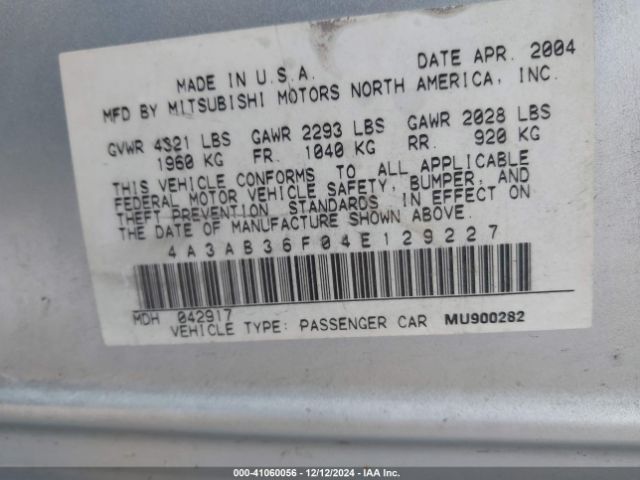 MADE IN U.S.A. DATE APR. 2004
MFD BY MITSUBISHI MOTORS NORTH AMERICA, INC.
GVWR 4321 LBS GAWR 2293 LBS GAWR 2028 LBS
1960 KG FR. 1040 KG RR. 920 KG
THIS VEHICLE CONFORMS TO ALL APPLICABLE
FEDERAL MOTOR VEHICLE SAFETY, BUMPER, AND
THEFT PREVENTION STANDARDS IN EFFECT ON
THE DATE OF MANUFACTURE SHOWN ABOVE.
4A3AB36F04E129227
MDH 042917
VEHICLE TYPE: PASSENGER CAR MU900282
000-41060056 - 12/12/2024 - IAA Corp.